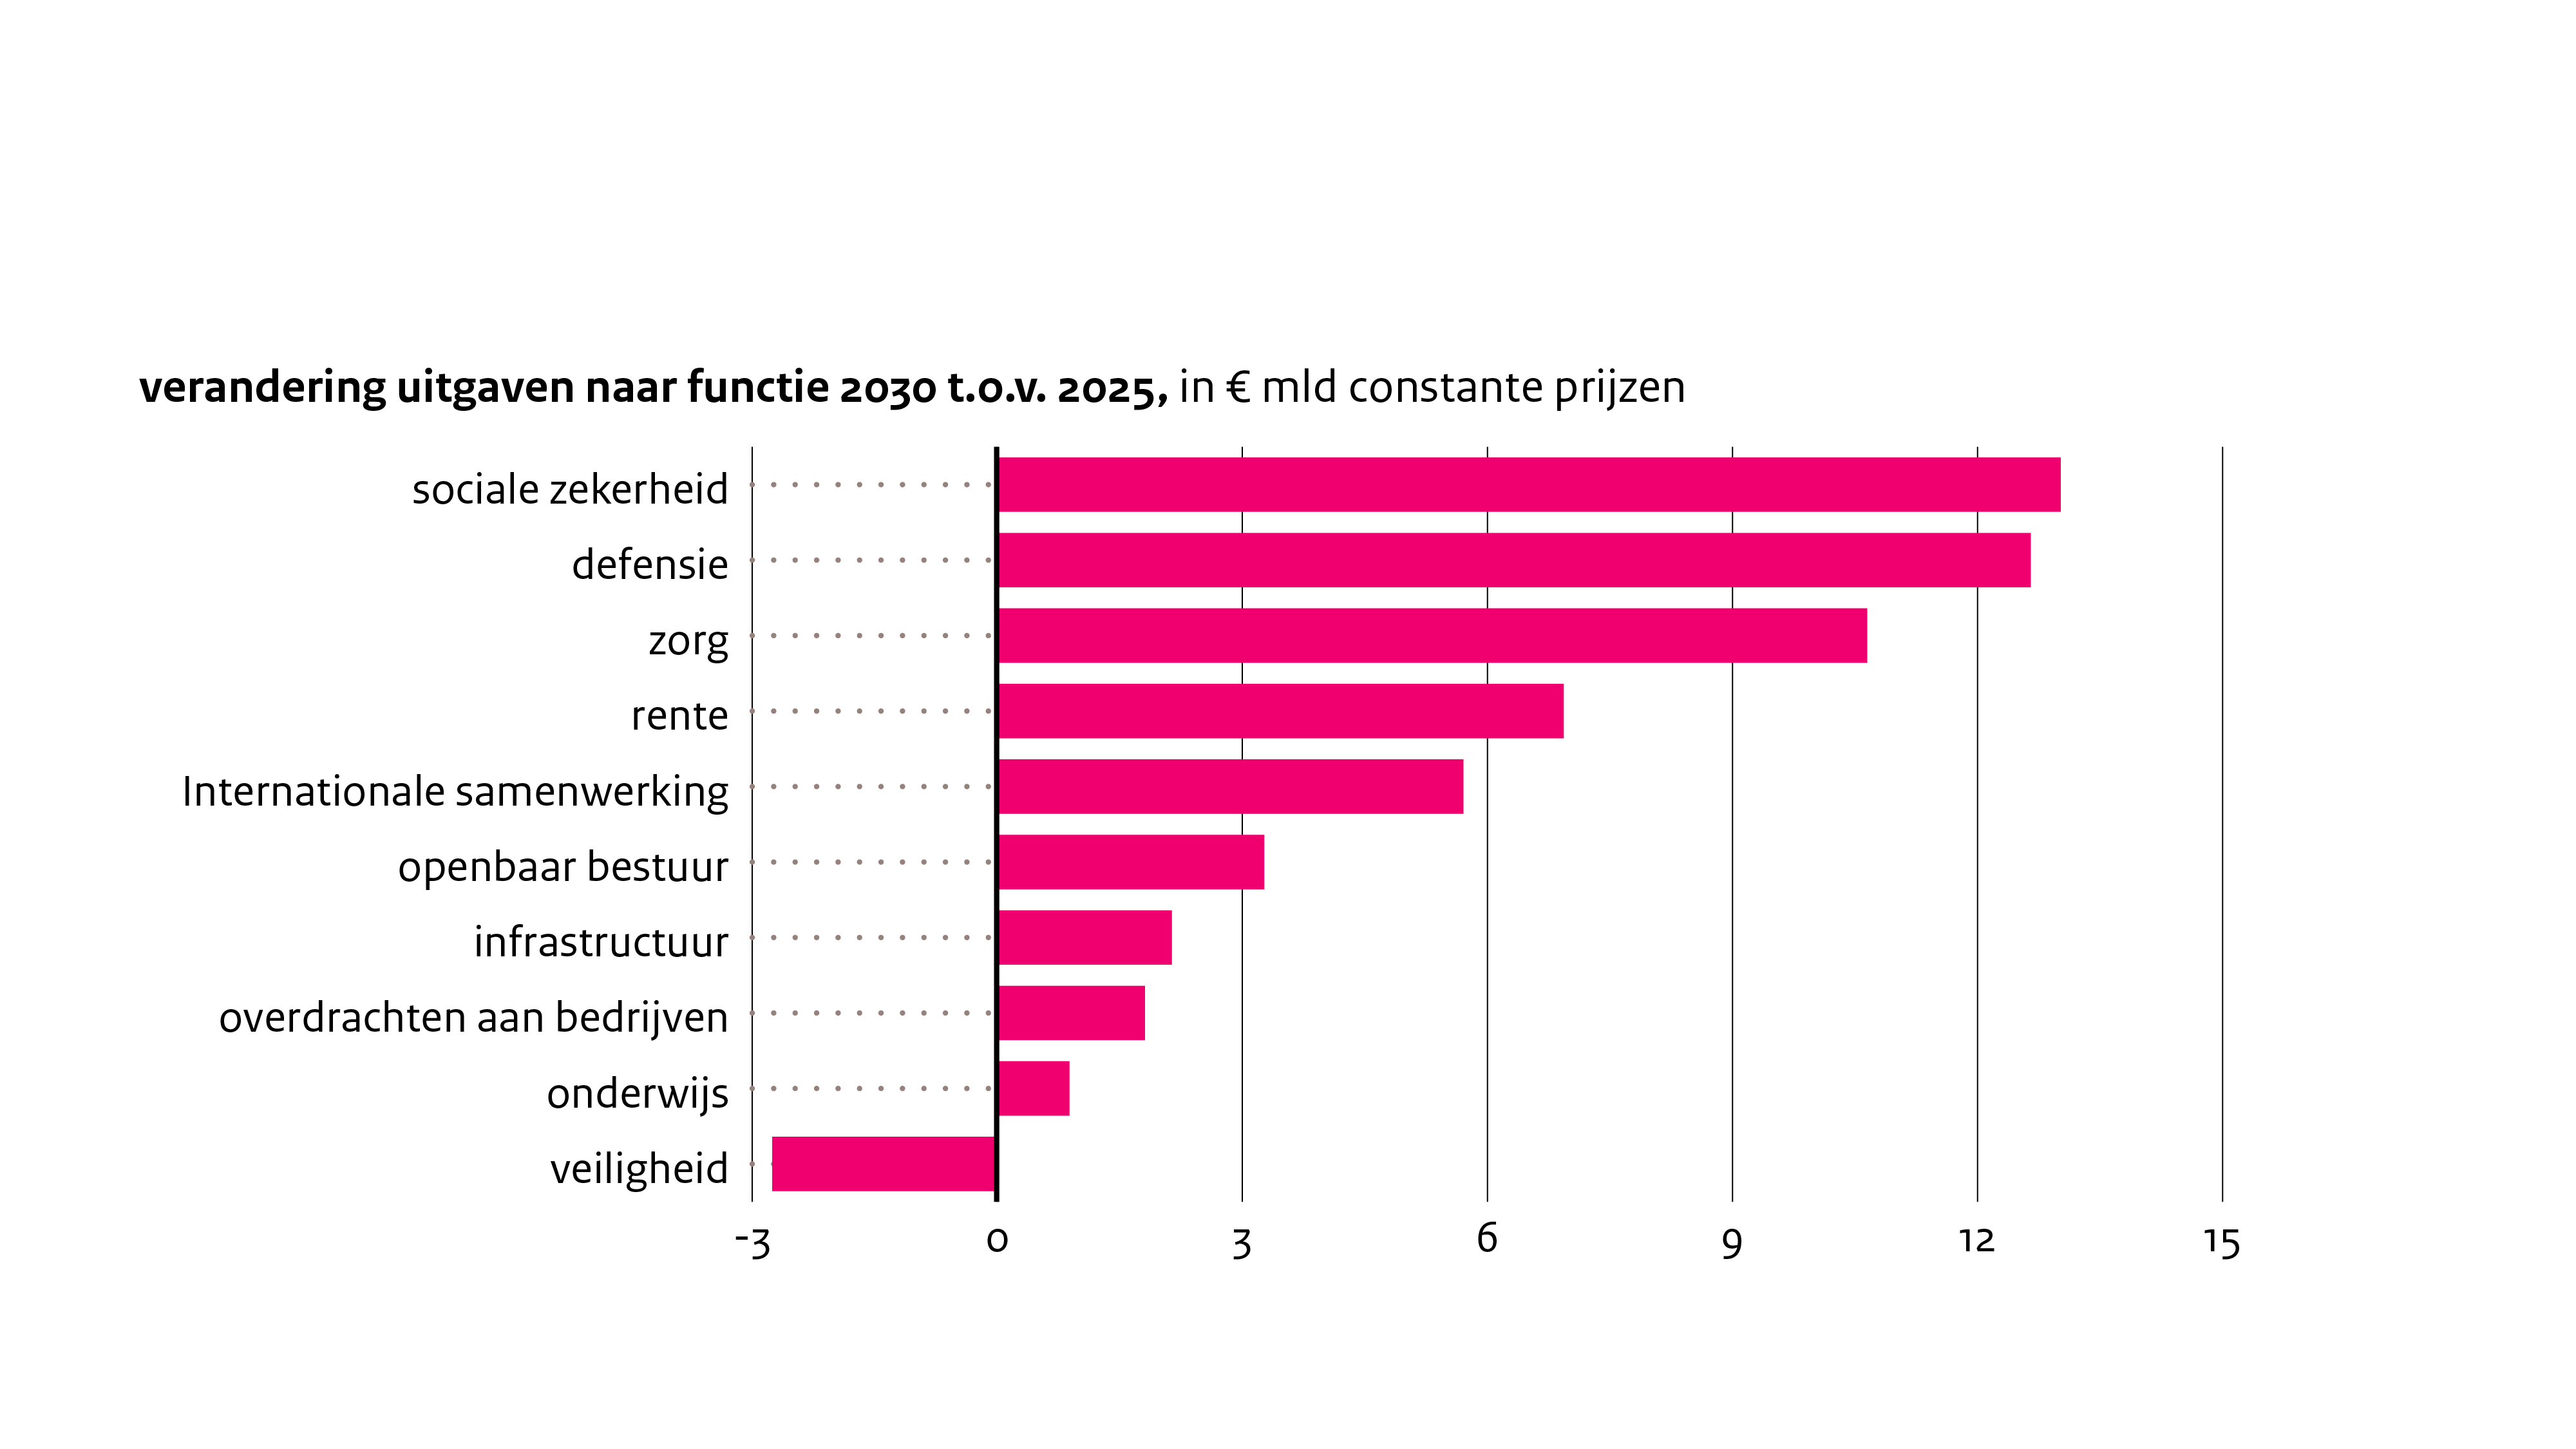 verandering uitgaven naar functie 2030 t.o.v. 2025, in € mld constante prijzen
sociale zekerheid
defensie
zorg
rente
Internationale samenwerking
openbaar bestuur
infrastructuur
overdrachten aan bedrijven
onderwijs
veiligheid
-3 0 3 6 9 12 15